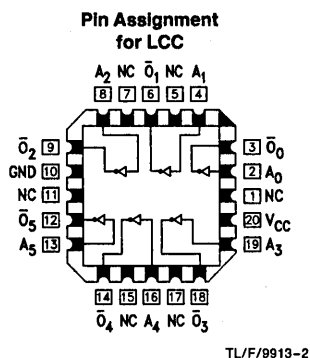 Pin Assignment
for LCC
A2 NC Ō1 NC A1
8 7 6 5 4
Ō2 9 3 Ō0
GND 10 2 A0
NC 11 1 NC
Ō5 12 20 VCC
A5 13 19 A3
14 15 16 17 18
Ō4 NC A4 NC Ō3
TL/F/9913–2